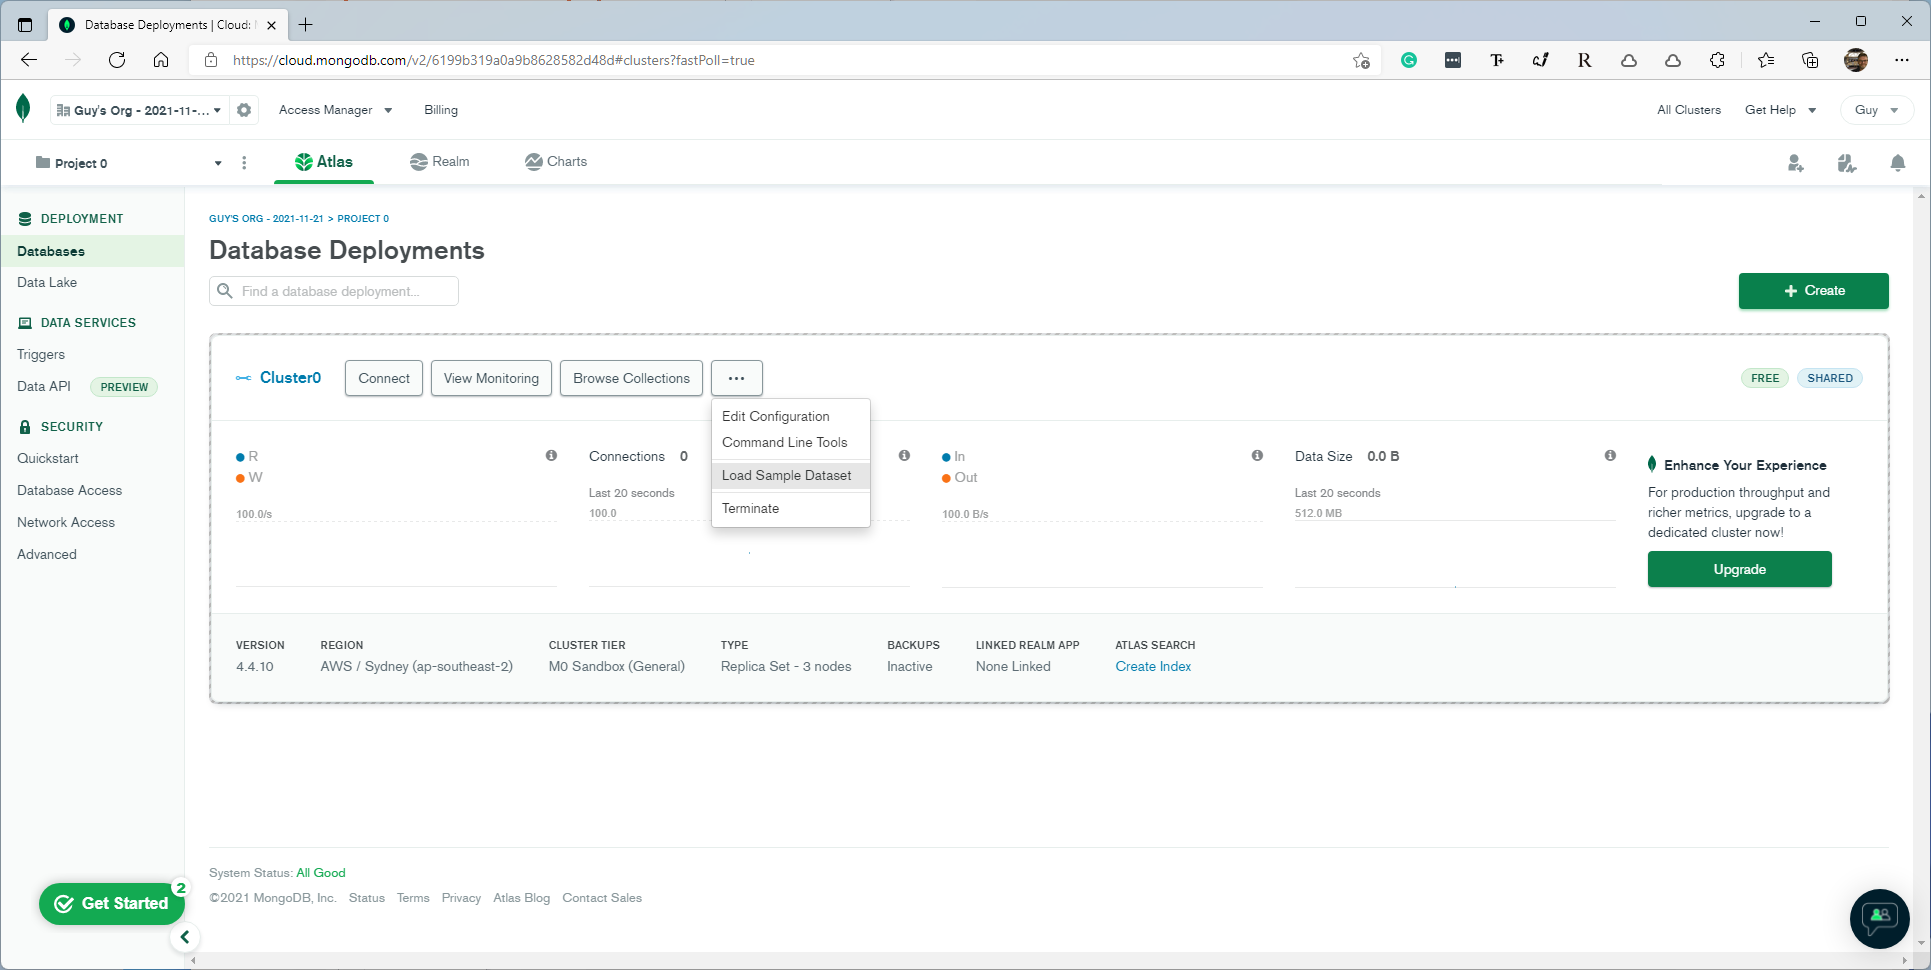 Database Deployments | Cloud:
https://cloud.mongodb.com/v2/6199b319a0a9b8628582d48d#clusters?fastPoll=true
Guy's Org - 2021-11-...
Access Manager
Billing
All Clusters
Get Help
Guy
Project 0
Atlas
Realm
Charts
DEPLOYMENT
Databases
Data Lake
DATA SERVICES
Triggers
Data API PREVIEW
SECURITY
Quickstart
Database Access
Network Access
Advanced
GUY'S ORG - 2021-11-21 > PROJECT 0
Database Deployments
Find a database deployment...
+ Create
Cluster0
Connect
View Monitoring
Browse Collections
...
FREE
SHARED
Edit Configuration
Command Line Tools
Load Sample Dataset
Terminate
R
W
100.0/s
Connections 0
Last 20 seconds
100.0
In
Out
100.0 B/s
Data Size 0.0 B
Last 20 seconds
512.0 MB
Enhance Your Experience
For production throughput and
richer metrics, upgrade to a
dedicated cluster now!
Upgrade
VERSION
4.4.10
REGION
AWS / Sydney (ap-southeast-2)
CLUSTER TIER
M0 Sandbox (General)
TYPE
Replica Set - 3 nodes
BACKUPS
Inactive
LINKED REALM APP
None Linked
ATLAS SEARCH
Create Index
System Status: All Good
©2021 MongoDB, Inc. Status Terms Privacy Atlas Blog Contact Sales
Get Started
2